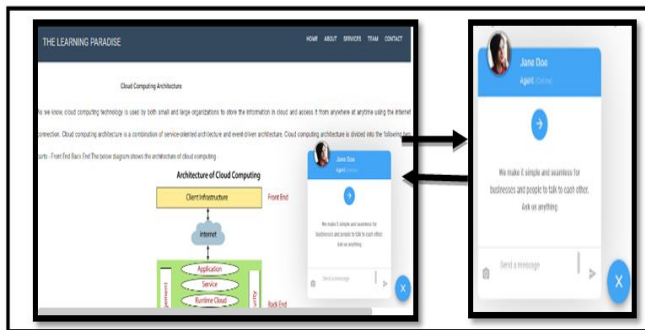 THE LEARNING PARADISE
HOME ABOUT SERVICES TEAM CONTACT
Cloud Computing Architecture
As we know, cloud computing technology is used by both small and large organizations to store the information in cloud and access it from anywhere at anytime using the internet
connection. Cloud computing architecture is a combination of service-oriented architecture and event-driven architecture. Cloud computing architecture is divided into the following two
parts - Front End Back End The below diagram shows the architecture of cloud computing
Architecture of Cloud Computing
Client Infrastructure
Front End
Internet
Application
Service
Runtime Cloud
Back End
Jane Doe
Agent
We make it simple and seamless for
businesses and people to talk to each other.
Ask us anything
Send a message
X
Jane Doe
Agent Online
We make it simple and seamless for
businesses and people to talk to each other.
Ask us anything
Send a message
X